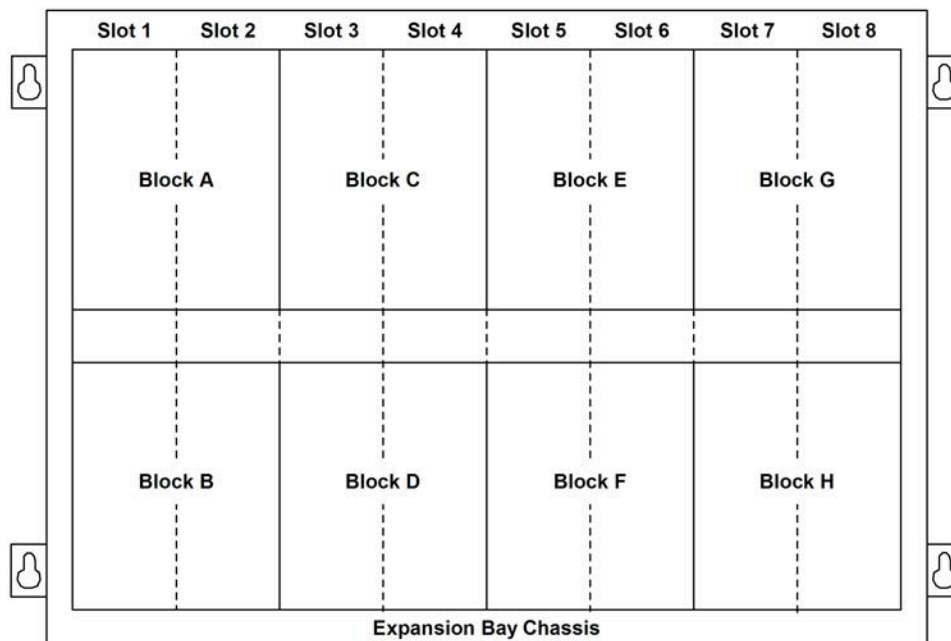 Slot 1 Slot 2 Slot 3 Slot 4 Slot 5 Slot 6 Slot 7 Slot 8
Block A Block C Block E Block G
Block B Block D Block F Block H
Expansion Bay Chassis